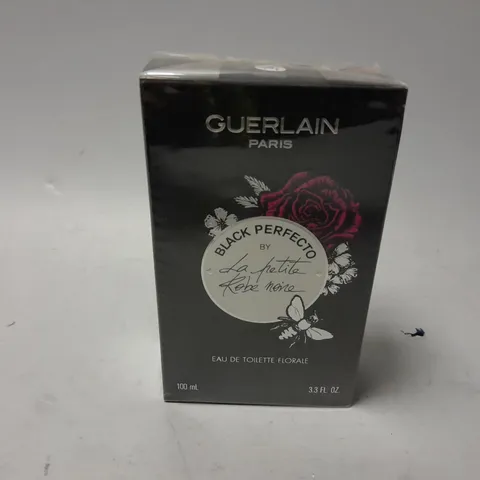 GUERLAIN
PARIS
BLACK PERFECTO
BY
La petite
Robe noire
EAU DE TOILETTE FLORALE
100 mL
3.3 FL. OZ.